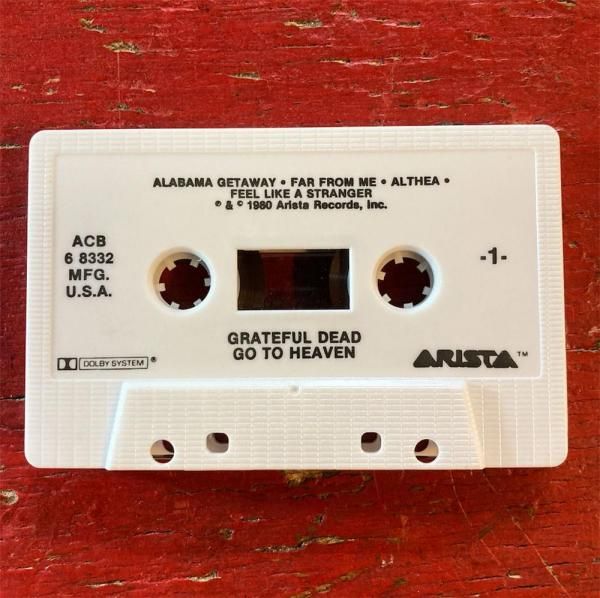 ALABAMA GETAWAY • FAR FROM ME • ALTHEA •
FEEL LIKE A STRANGER
℗ & © 1980 Arista Records, Inc.
ACB
6 8332
MFG.
U.S.A.
-1-
GRATEFUL DEAD
GO TO HEAVEN
DOLBY SYSTEM ®
ARISTA ™